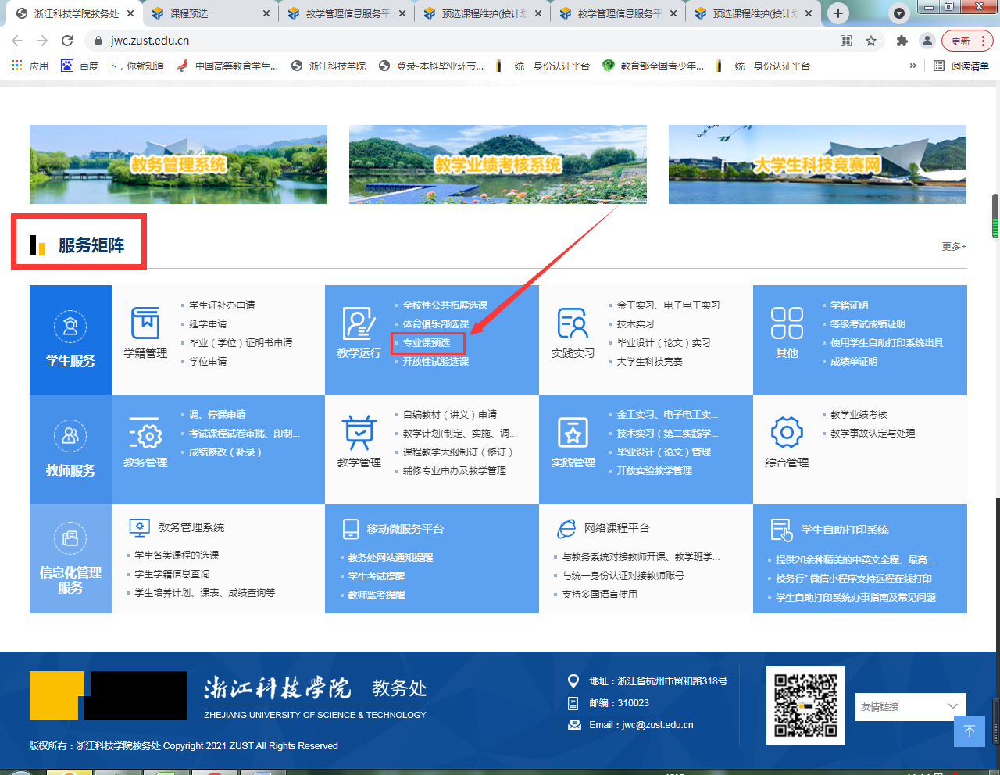 浙江科技学院教务处
课程预选
教学管理信息服务平
预选课程维护(按计划
教学管理信息服务平
预选课程维护(按计划
jwc.zust.edu.cn
更新
应用
百度一下，你就知道
中国高等教育学生...
浙江科技学院
登录-本科毕业环节...
统一身份认证平台
教育部全国青少年...
统一身份认证平台
»
阅读清单
教务管理系统
教学业绩考核系统
大学生科技竞赛网
服务矩阵
更多+
学生服务
学籍管理
学生证补办申请
延学申请
毕业（学位）证明书申请
学位申请
教学运行
全校性公共拓展选课
体育俱乐部选课
专业课预选
开放性试验选课
实践实习
金工实习、电子电工实习
技术实习
毕业设计（论文）实习
大学生科技竞赛
其他
学籍证明
等级考试成绩证明
使用学生自助打印系统出具
成绩单证明
教师服务
教务管理
调、停课申请
考试课程试卷审批、印制...
成绩修改（补录）
教学管理
自编教材（讲义）申请
教学计划(制定、实施、调...
课程教学大纲制订（修订）
辅修专业申办及教学管理
实践管理
金工实习、电子电工实...
技术实习（第二实践学...
毕业设计（论文）管理
开放实验教学管理
综合管理
教学业绩考核
教学事故认定与处理
信息化管理
服务
教务管理系统
学生各类课程的选课
学生学籍信息查询
学生培养计划、课表、成绩查询等
移动微服务平台
教务处网站通知提醒
学生考试提醒
教师监考提醒
网络课程平台
与教务系统对接教师开课、教学班学...
与统一身份认证对接教师账号
支持多国语言使用
学生自助打印系统
提供20余种精美的中英文全程、最高...
校务行" 微信小程序支持远程在线打印
学生自助打印系统办事指南及常见问题
浙江科技学院 教务处
ZHEJIANG UNIVERSITY OF SCIENCE & TECHNOLOGY
版权所有：浙江科技学院教务处 Copyright 2021 ZUST All Rights Reserved
地址：浙江省杭州市留和路318号
邮编：310023
Email：jwc@zust.edu.cn
友情链接